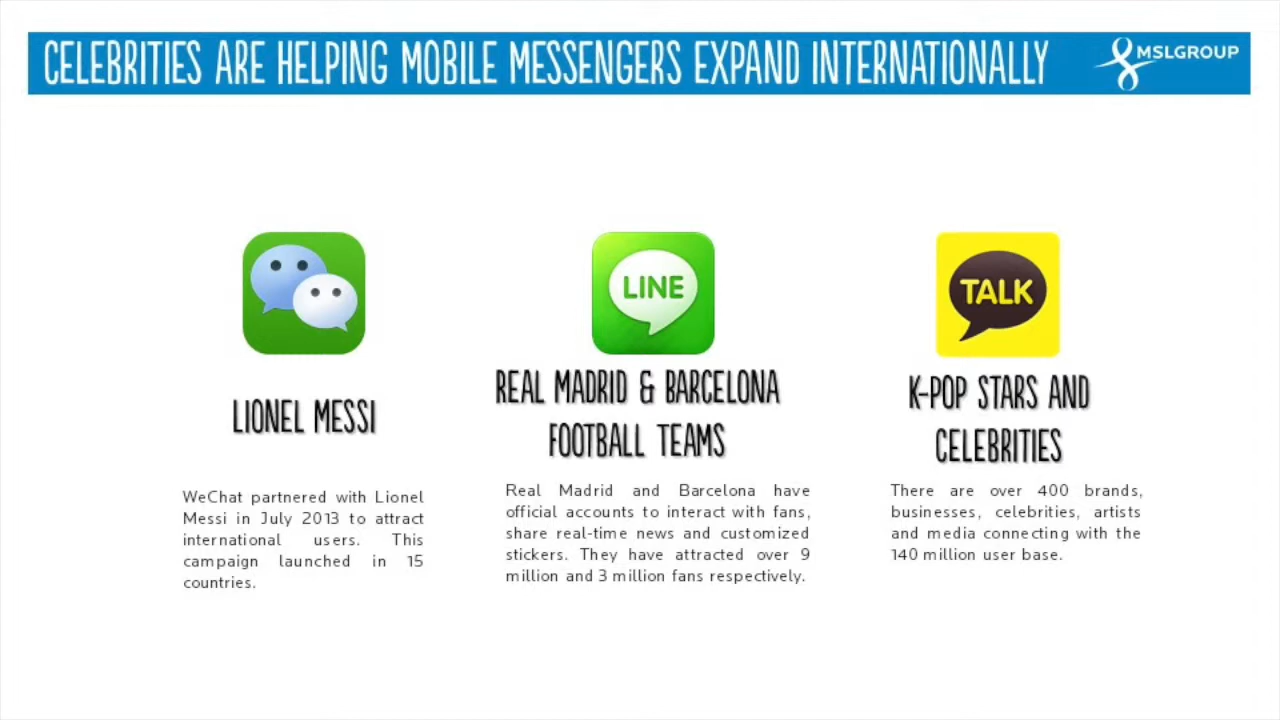 CELEBRITIES ARE HELPING MOBILE MESSENGERS EXPAND INTERNATIONALLY
MSLGROUP
LINE
TALK
LIONEL MESSI
REAL MADRID & BARCELONA
FOOTBALL TEAMS
K-POP STARS AND
CELEBRITIES
WeChat partnered with Lionel
Messi in July 2013 to attract
international users. This
campaign launched in 15
countries.
Real Madrid and Barcelona have
official accounts to interact with fans,
share real-time news and customized
stickers. They have attracted over 9
million and 3 million fans respectively.
There are over 400 brands,
businesses, celebrities, artists
and media connecting with the
140 million user base.